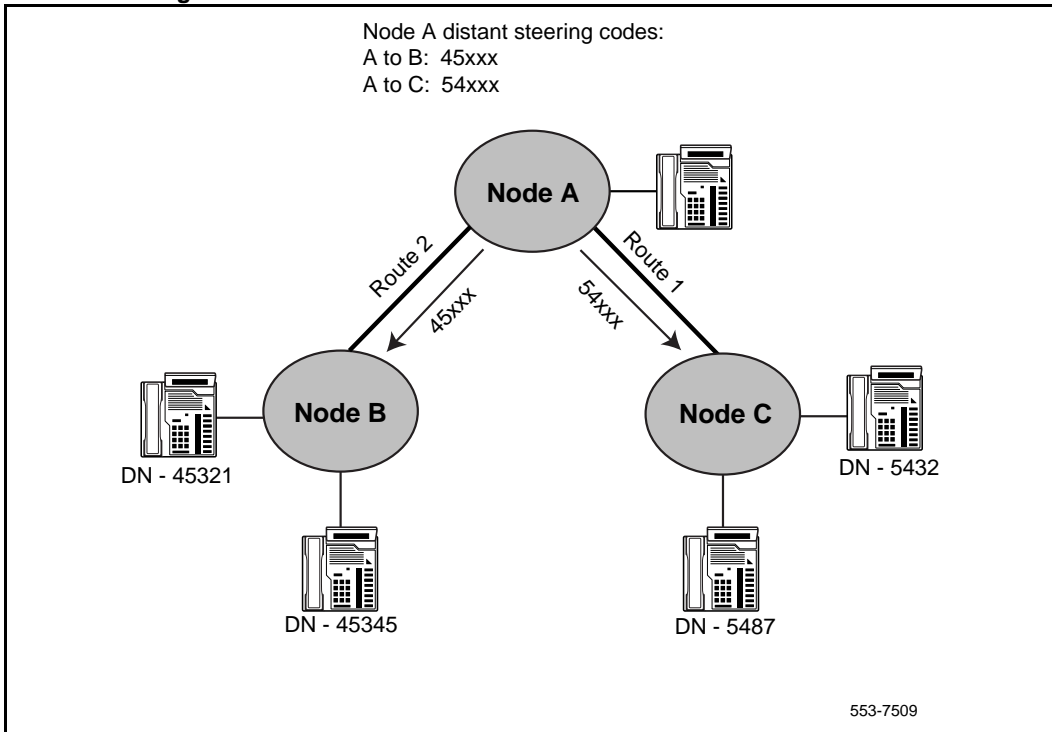 Node A distant steering codes:
A to B: 45xxx
A to C: 54xxx
Node A
Route 2
Route 1
45xxx
54xxx
Node B
Node C
DN - 45321
DN - 5432
DN - 45345
DN - 5487
553-7509